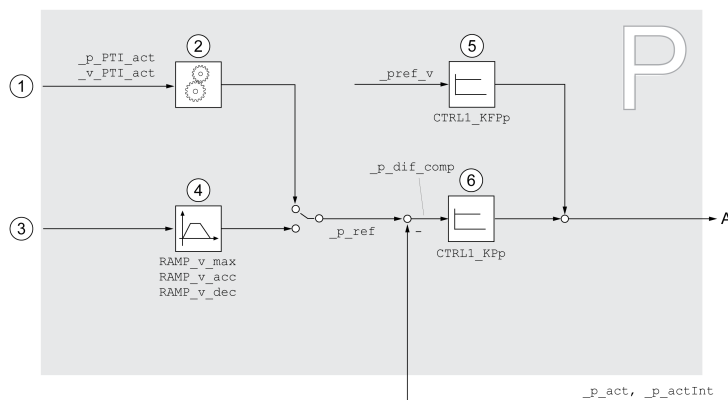 P
2
5
_p_PTI_act
_v_PTI_act
1
_pref_v
CTRL1_KFPp
_p_dif_comp
4
6
3
A
_p_ref
-
CTRL1_KPp
RAMP_v_max
RAMP_v_acc
RAMP_v_dec
_p_act, _p_actInt